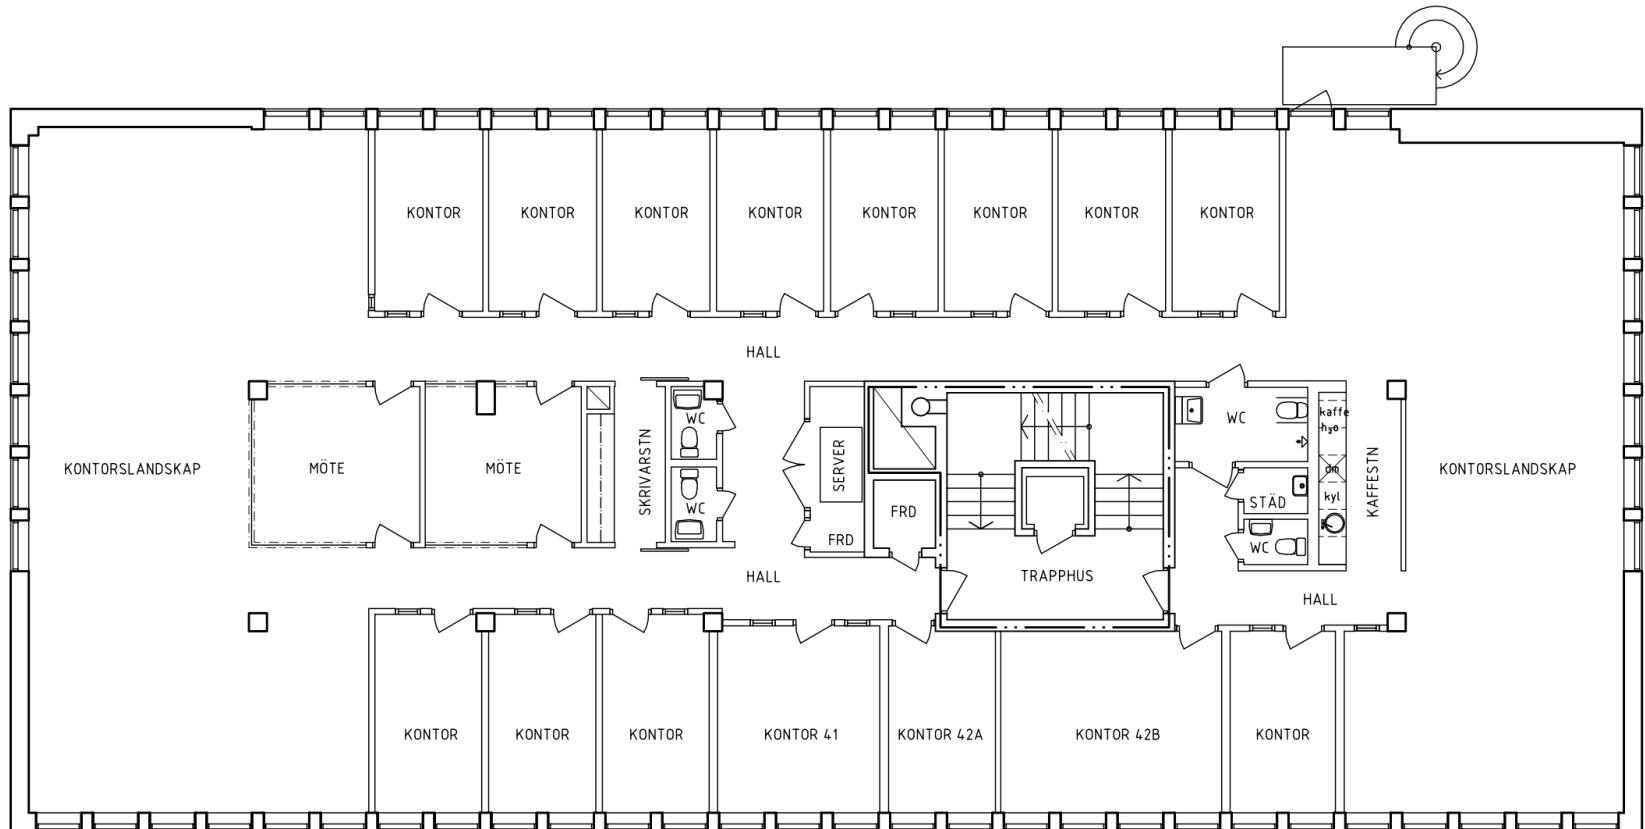 KONTOR
KONTOR
KONTOR
KONTOR
KONTOR
KONTOR
KONTOR
KONTOR
HALL
KONTORSLANDSKAP
MÖTE
MÖTE
SKRIVARSTN
WC
WC
SERVER
FRD
FRD
TRAPPHUS
WC
STÄD
WC
kaffe
h₂o
dm
kyl
KAFFESTN
KONTORSLANDSKAP
HALL
HALL
KONTOR
KONTOR
KONTOR
KONTOR 41
KONTOR 42A
KONTOR 42B
KONTOR